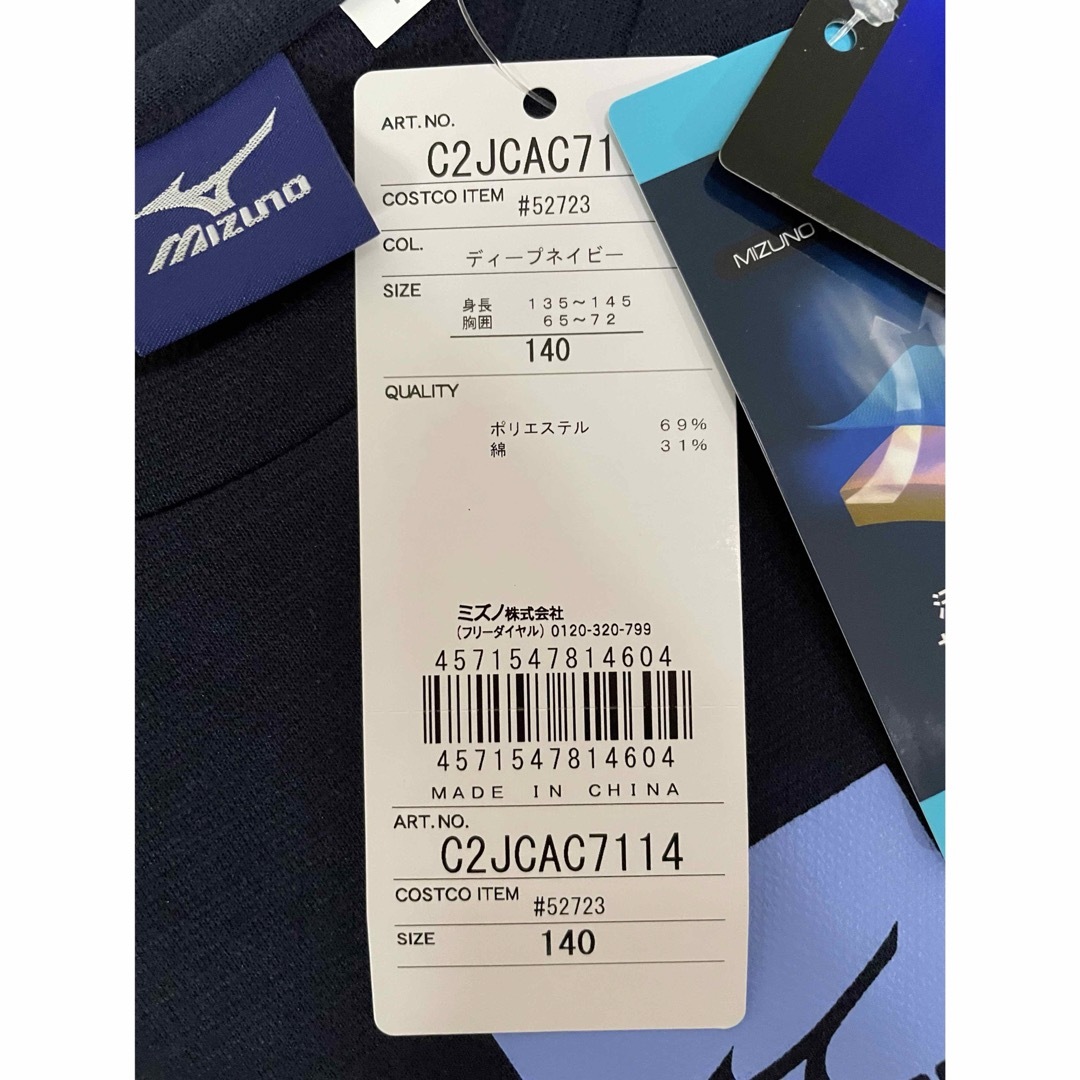 mizuno
ART.NO.
C2JCAC71
COSTCO ITEM #52723
COL. ディープネイビー
SIZE
身長 135~145
胸囲 65~72
140
QUALITY
ポリエステル 69%
綿 31%
ミズノ株式会社
(フリーダイヤル) 0120-320-799
4571547814604
4571547814604
MADE IN CHINA
ART.NO.
C2JCAC7114
COSTCO ITEM #52723
SIZE 140
MIZUNO